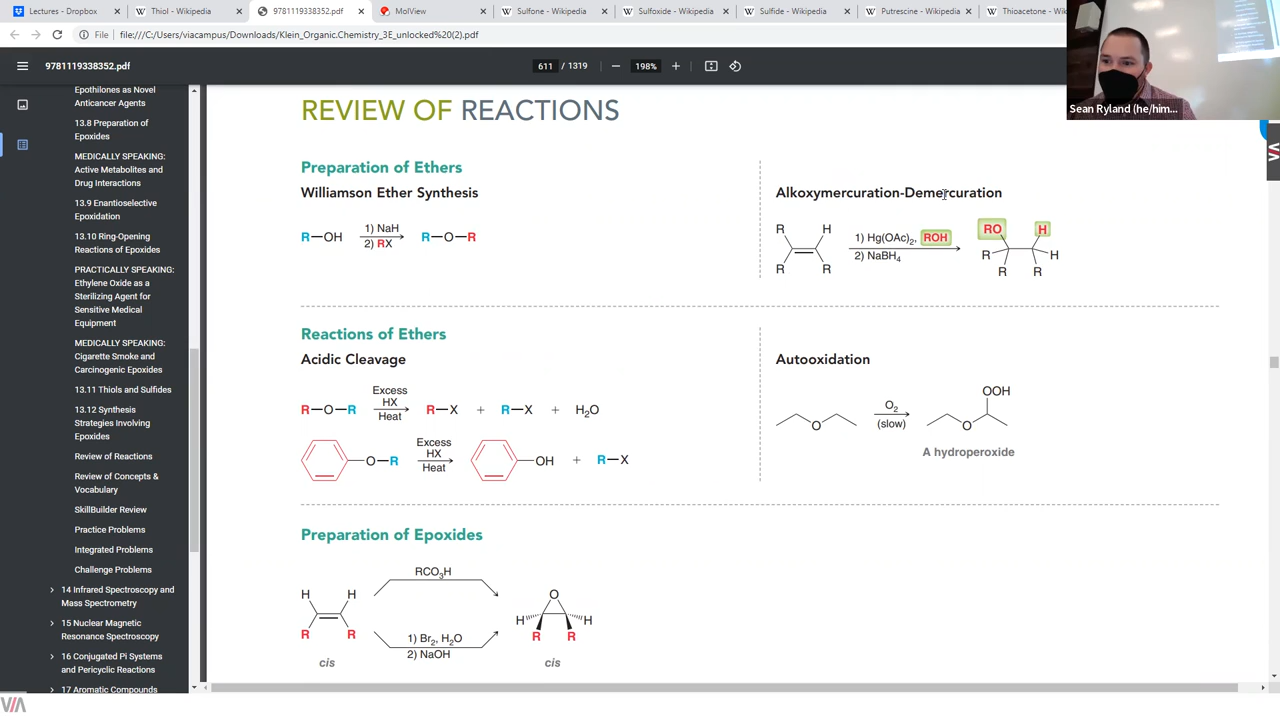 Lectures - Dropbox
Thiol - Wikipedia
9781119338352.pdf
MolView
Sulfone - Wikipedia
Sulfoxide - Wikipedia
Sulfide - Wikipedia
Putrescine - Wikipedia
Thioacetone - Wikip
File
file:///C:/Users/viacampus/Downloads/Klein_Organic.Chemistry_3E_unlocked%20(2).pdf
9781119338352.pdf
611 / 1319
198%
Sean Ryland (he/him...
Epothilones as Novel
Anticancer Agents
13.8 Preparation of
Epoxides
MEDICALLY SPEAKING:
Active Metabolites and
Drug Interactions
13.9 Enantioselective
Epoxidation
13.10 Ring-Opening
Reactions of Epoxides
PRACTICALLY SPEAKING:
Ethylene Oxide as a
Sterilizing Agent for
Sensitive Medical
Equipment
MEDICALLY SPEAKING:
Cigarette Smoke and
Carcinogenic Epoxides
13.11 Thiols and Sulfides
13.12 Synthesis
Strategies Involving
Epoxides
Review of Reactions
Review of Concepts &
Vocabulary
SkillBuilder Review
Practice Problems
Integrated Problems
Challenge Problems
14 Infrared Spectroscopy and
Mass Spectrometry
15 Nuclear Magnetic
Resonance Spectroscopy
16 Conjugated Pi Systems
and Pericyclic Reactions
17 Aromatic Compounds
REVIEW OF REACTIONS
Preparation of Ethers
Williamson Ether Synthesis
R—OH 1) NaH R—O—R
2) RX
Alkoxymercuration-Demercuration
R H RO H
1) Hg(OAc)2, ROH
2) NaBH4
R H
R R R R
Reactions of Ethers
Acidic Cleavage
Excess
HX
R—O—R R—X + R—X + H2O
Heat
Excess
HX
O—R OH + R—X
Heat
Autooxidation
OOH
O2
O (slow) O
A hydroperoxide
Preparation of Epoxides
RCO3H
H H O
H H
R R R R
1) Br2, H2O
2) NaOH
cis cis
VIA